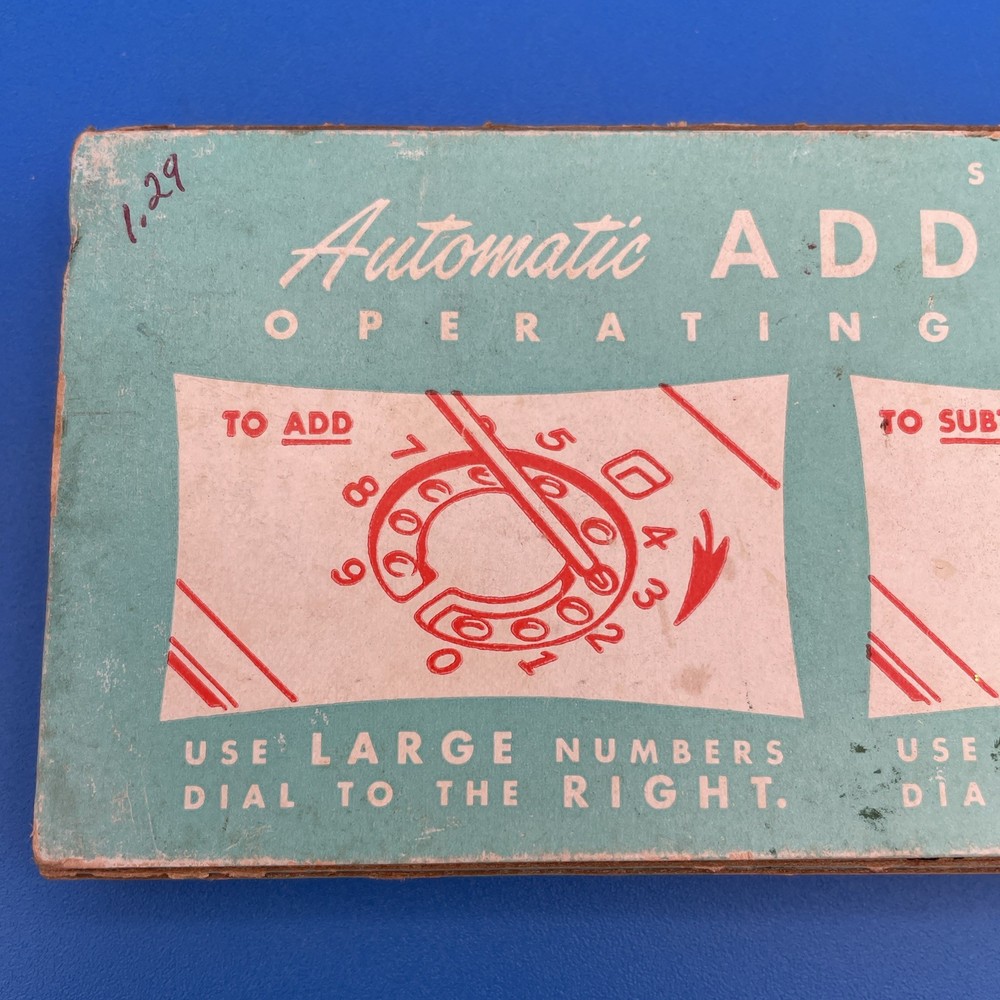 1.29
S
Automatic ADD
OPERATING
TO ADD
7
5
8
4
9
3
2
0
1
TO SUBT
USE LARGE NUMBERS
DIAL TO THE RIGHT.
USE
DIA